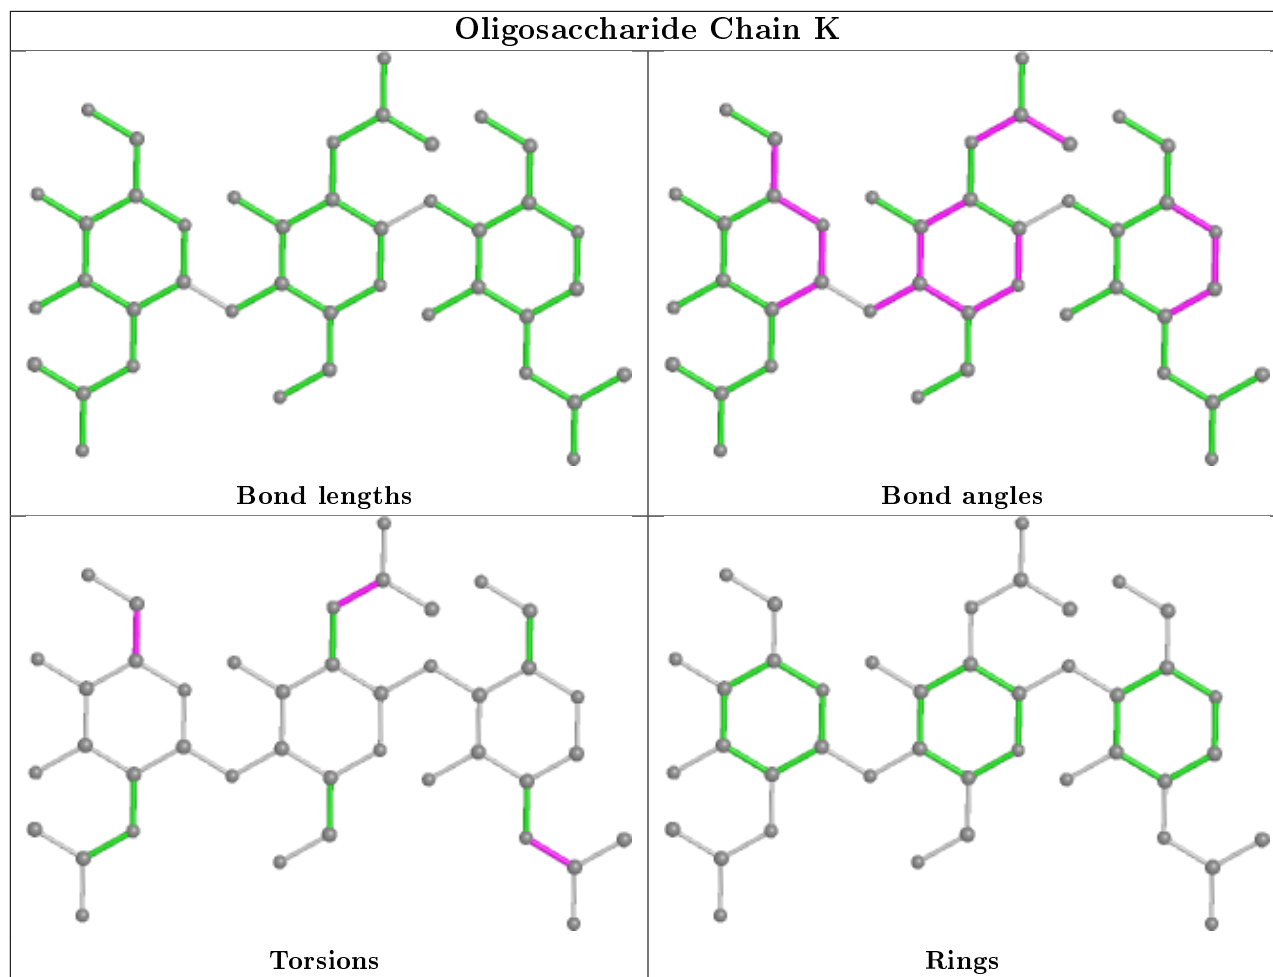 Oligosaccharide Chain K
Bond lengths
Bond angles
Torsions
Rings